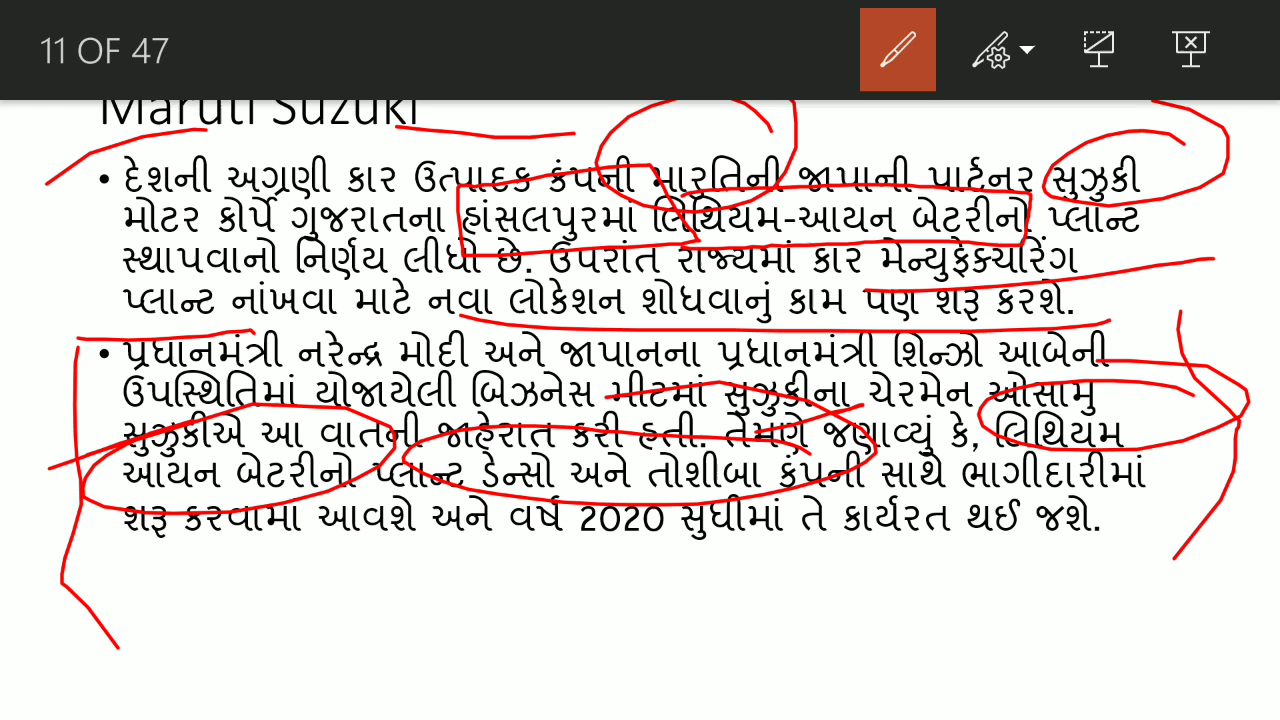 11 OF 47
Maruti Suzuki
• દેશની અગ્રણી કાર ઉત્પાદક કંપની મારુતિની જાપાની પાર્ટનર સુઝુકી
મોટર કોર્પે ગુજરાતના હાંસલપુરમાં લિથિયમ-આયન બેટરીનો પ્લાન્ટ
સ્થાપવાનો નિર્ણય લીધો છે. ઉપરાંત રાજ્યમાં કાર મેન્યુફેક્ચારિંગ
પ્લાન્ટ નાંખવા માટે નવા લોકેશન શોધવાનું કામ પણ શરૂ કરશે.
• પ્રધાનમંત્રી નરેન્દ્ર મોદી અને જાપાનના પ્રધાનમંત્રી શિન્ઝો આબેની
ઉપસ્થિતિમાં યોજાયેલી બિઝનેસ મીટમાં સુઝુકીના ચેરમેન ઓસામુ
સુઝુકીએ આ વાતની જાહેરાત કરી હતી. તેમણે જણાવ્યું કે, લિથિયમ
આયન બેટરીનો પ્લાન્ટ ડેન્સો અને તોશીબા કંપની સાથે ભાગીદારીમાં
શરૂ કરવામાં આવશે અને વર્ષ 2020 સુધીમાં તે કાર્યરત થઈ જશે.